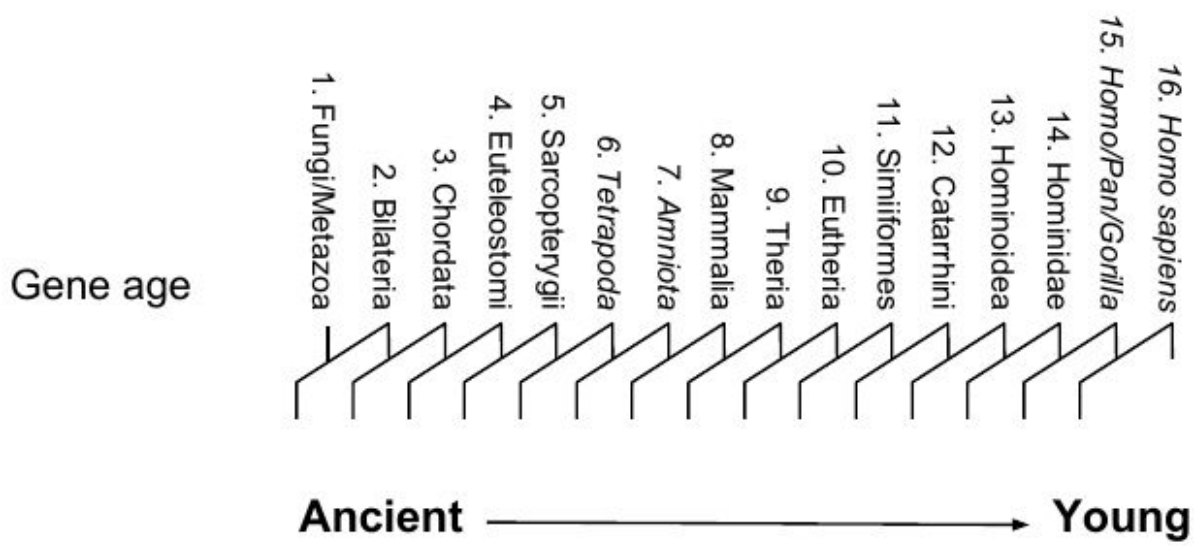 1. Fungi/Metazoa
2. Bilateria
3. Chordata
4. Euteleostomi
5. Sarcopterygii
6. Tetrapoda
7. Amniota
8. Mammalia
9. Theria
10. Eutheria
11. Simiiformes
12. Catarrhini
13. Hominoidea
14. Hominidae
15. Homo/Pan/Gorilla
16. Homo sapiens
Gene age
Ancient
Young